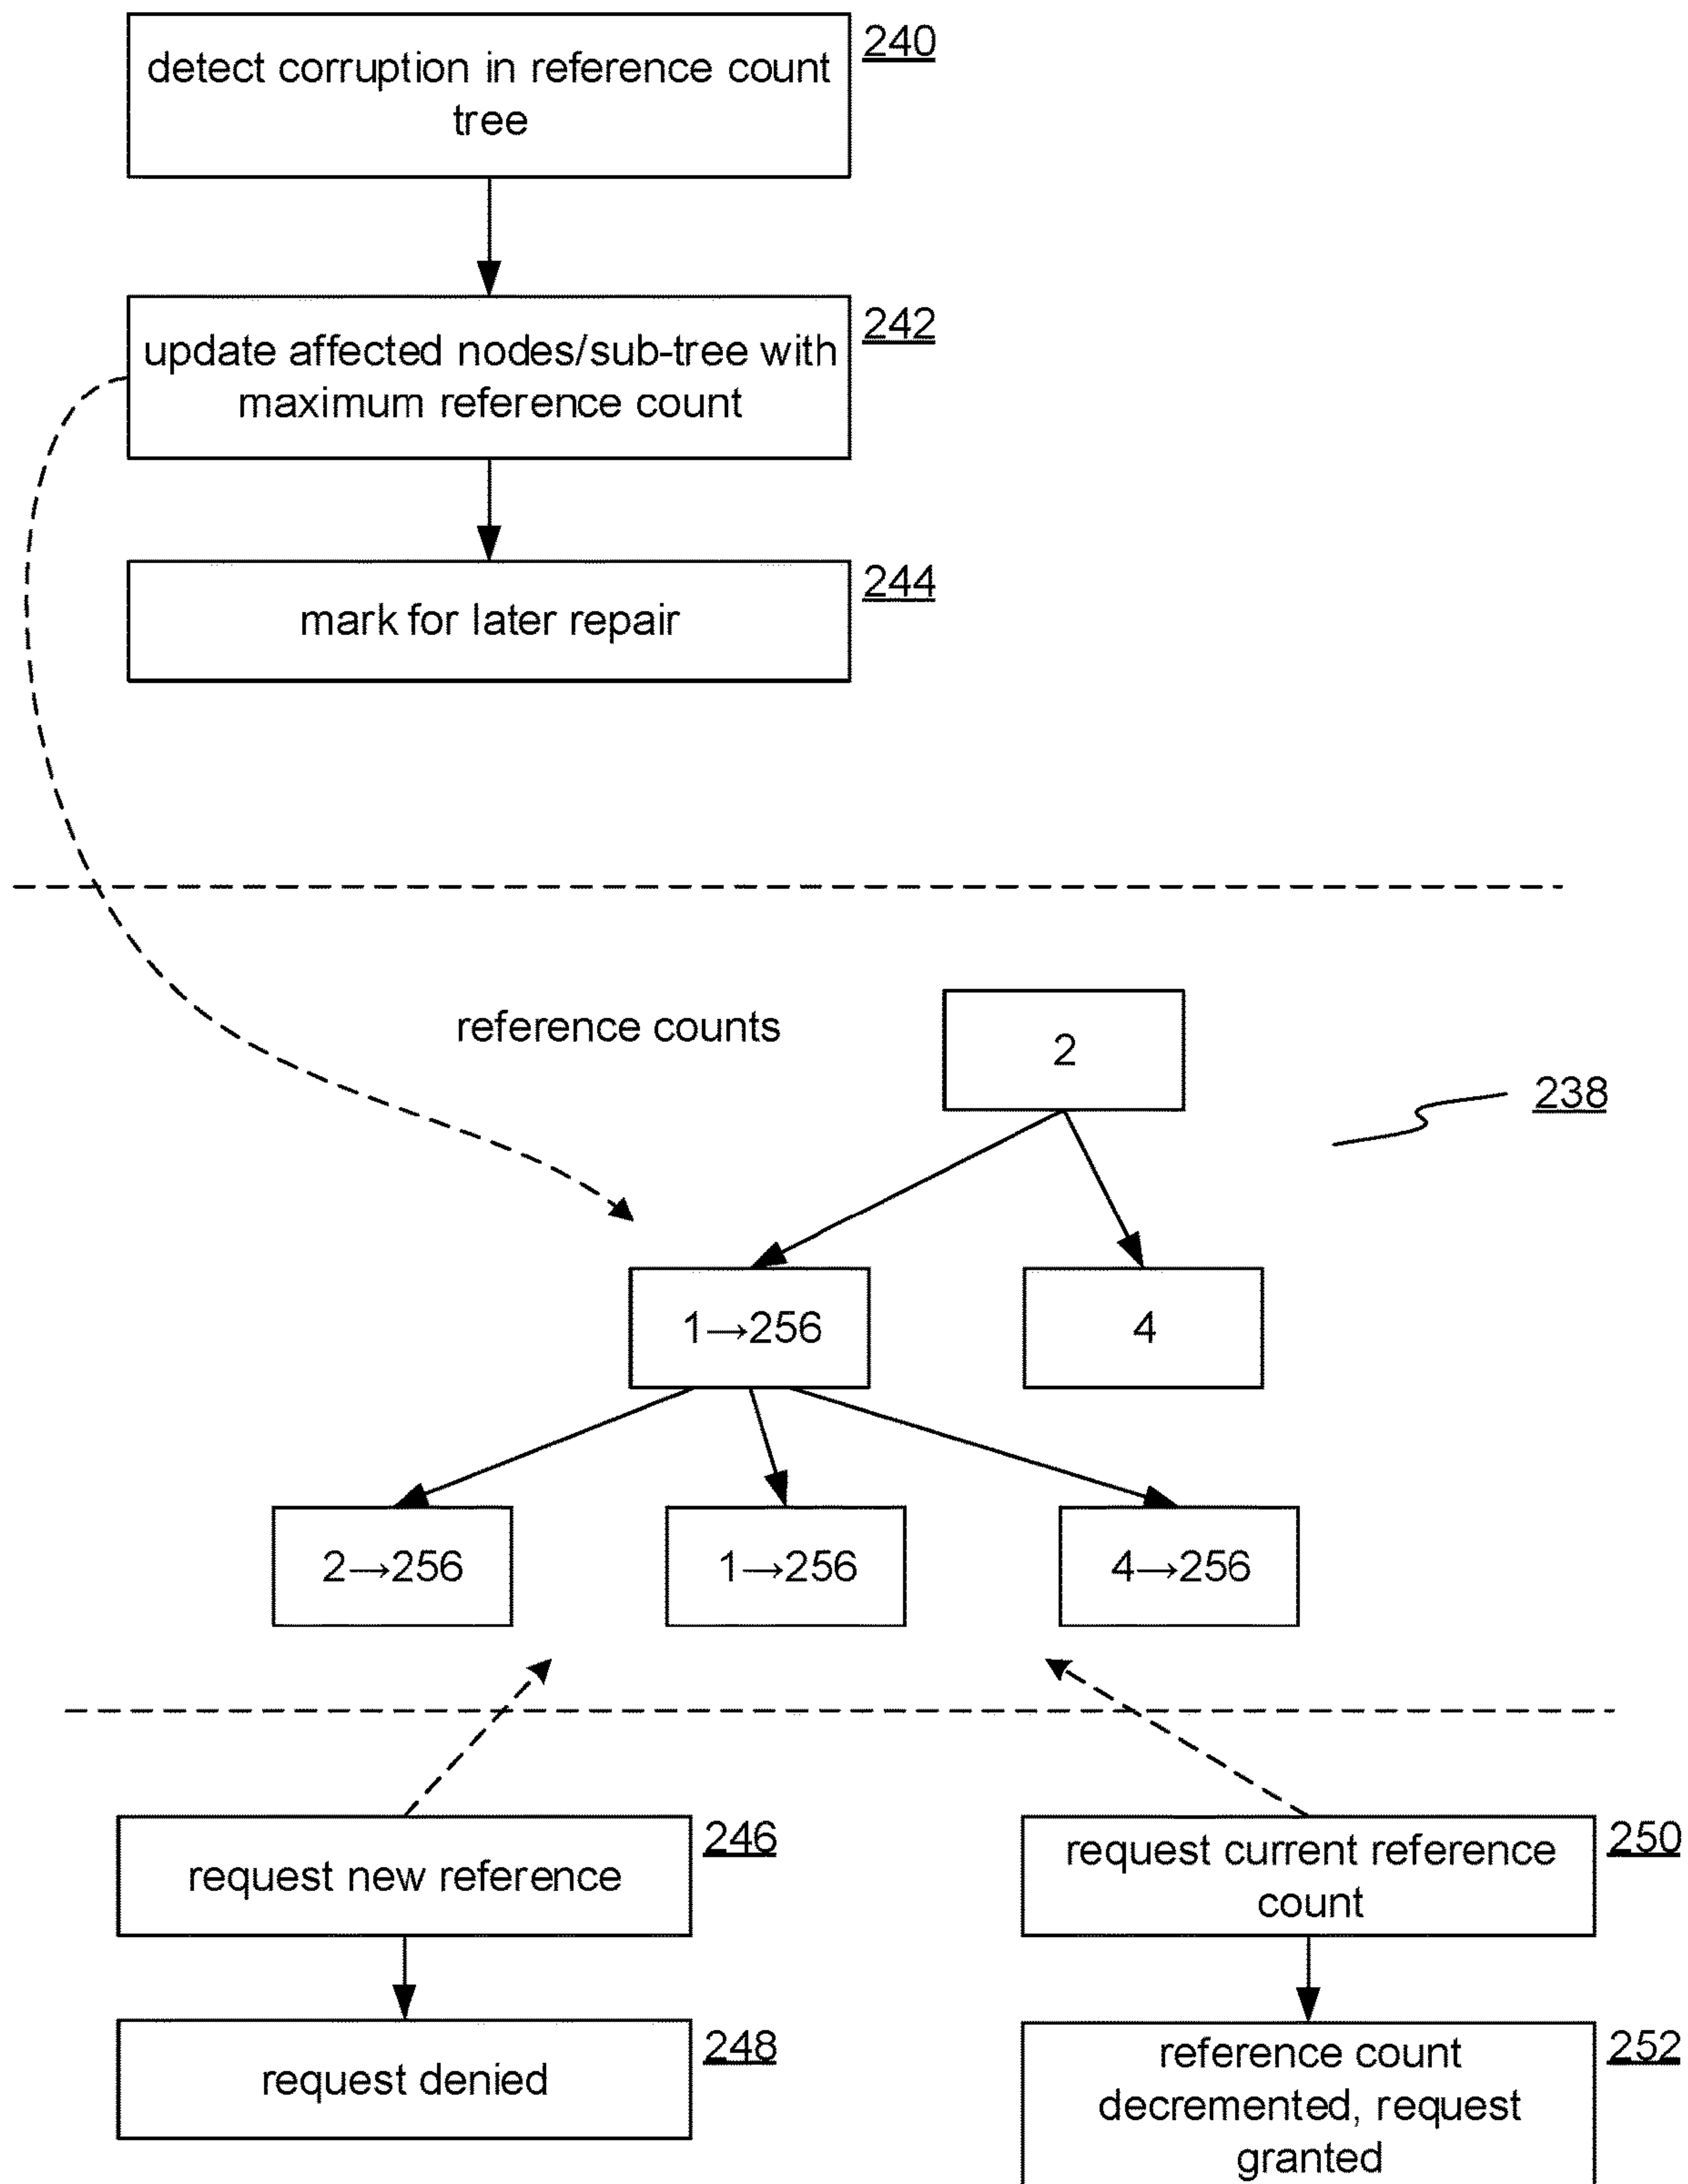 detect corruption in reference count
tree
240
update affected nodes/sub-tree with
maximum reference count
242
mark for later repair
244
reference counts
2
238
1→256
4
2→256
1→256
4→256
request new reference
246
request current reference
count
250
request denied
248
reference count
decremented, request
granted
252